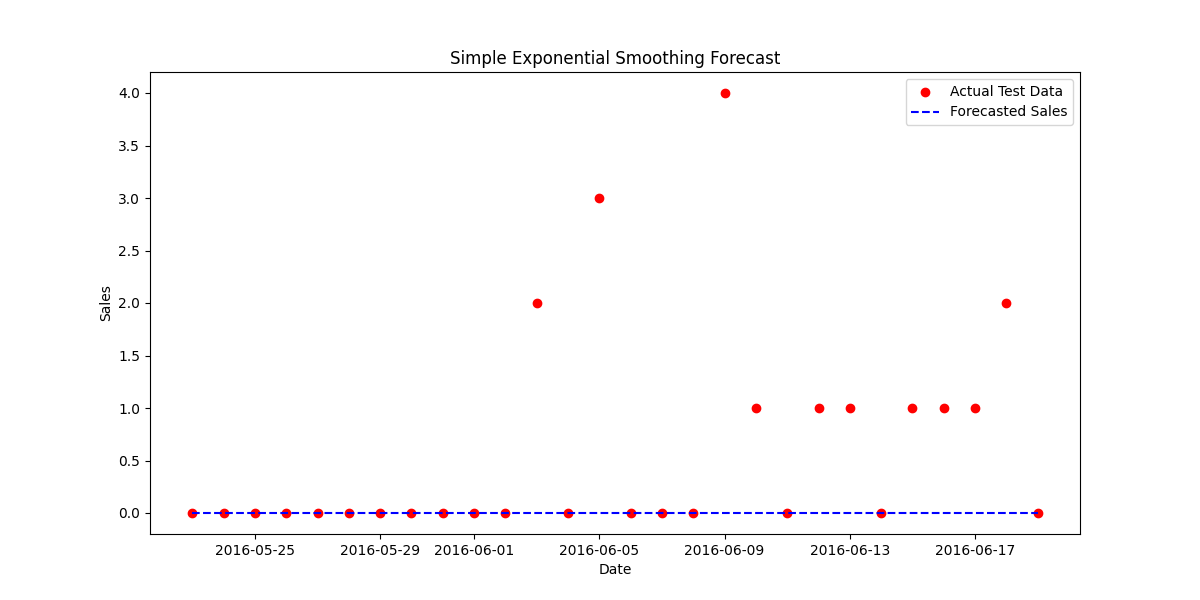 Simple Exponential Smoothing Forecast
Actual Test Data
Forecasted Sales
4.0
3.5
3.0
2.5
2.0
1.5
1.0
0.5
0.0
Sales
2016-05-25 2016-05-29 2016-06-01 2016-06-05 2016-06-09 2016-06-13 2016-06-17
Date